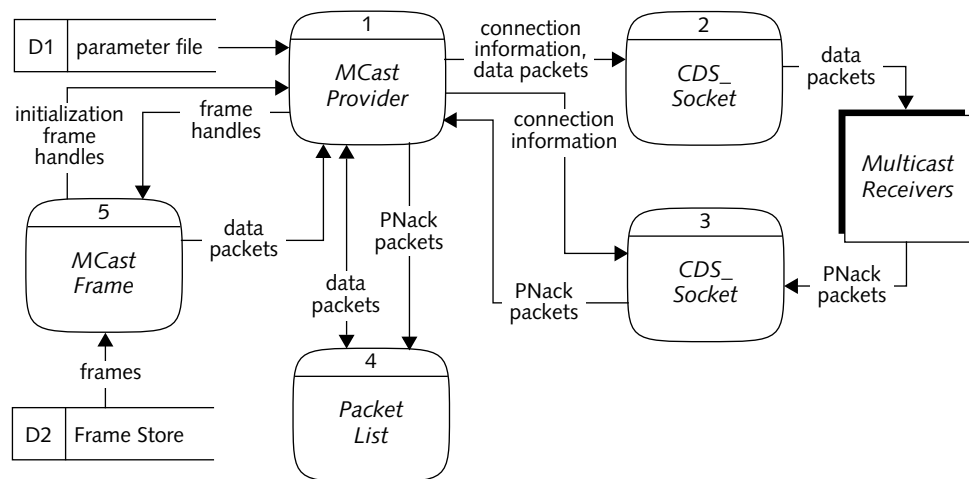 D1 parameter file
1
MCast
Provider
connection
information,
data packets
2
CDS_
Socket
data
packets
Multicast
Receivers
initialization
frame
handles
frame
handles
connection
information
5
MCast
Frame
data
packets
data
packets
PNack
packets
PNack
packets
3
CDS_
Socket
PNack
packets
frames
4
Packet
List
D2 Frame Store